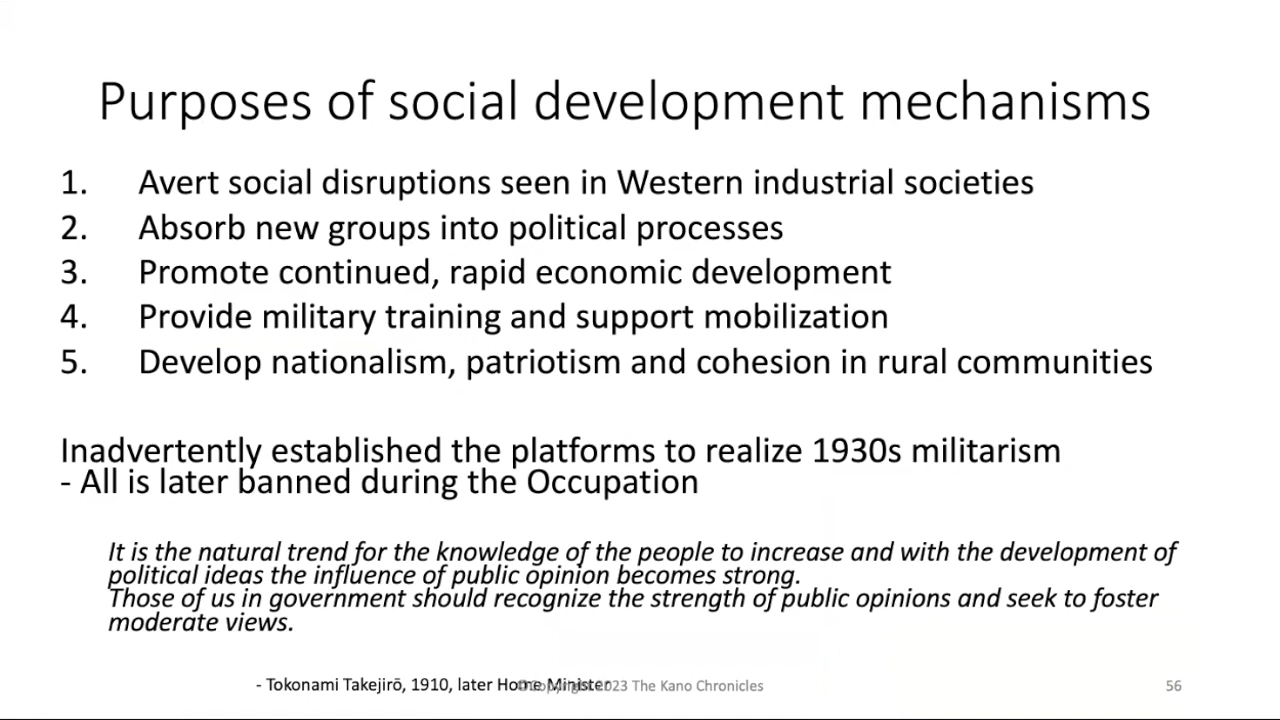 Purposes of social development mechanisms
1. Avert social disruptions seen in Western industrial societies
2. Absorb new groups into political processes
3. Promote continued, rapid economic development
4. Provide military training and support mobilization
5. Develop nationalism, patriotism and cohesion in rural communities
Inadvertently established the platforms to realize 1930s militarism
- All is later banned during the Occupation
It is the natural trend for the knowledge of the people to increase and with the development of
political ideas the influence of public opinion becomes strong.
Those of us in government should recognize the strength of public opinions and seek to foster
moderate views.
- Tokonami Takejirō, 1910, later Home Minister
©Copyright 2023 The Kano Chronicles
56